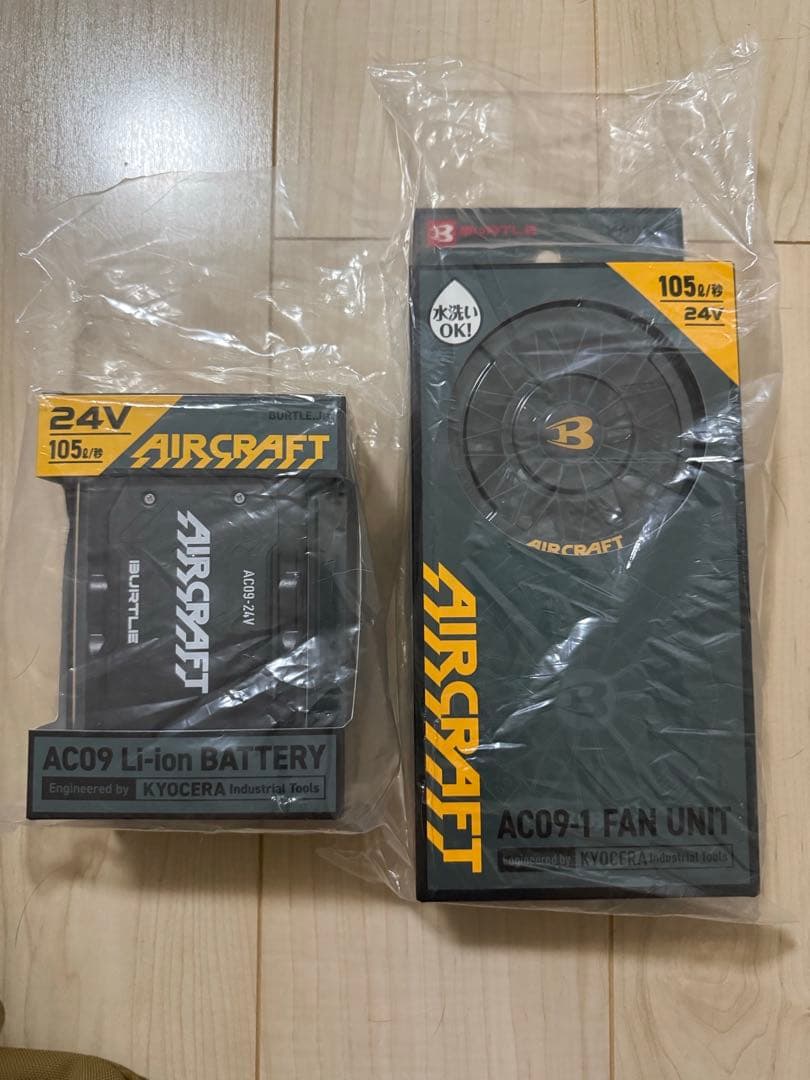 24V
105ℓ/秒
BURTLE.JP
AIRCRAFT
AIRCRAFT
BURTLE
AC09-24V
AC09 Li-ion BATTERY
Engineered by KYOCERA Industrial Tools
B BURTLE
水洗い
OK!
105ℓ/秒
24V
B
AIRCRAFT
AIRCRAFT
B
AC09-1 FAN UNIT
Engineered by KYOCERA Industrial Tools